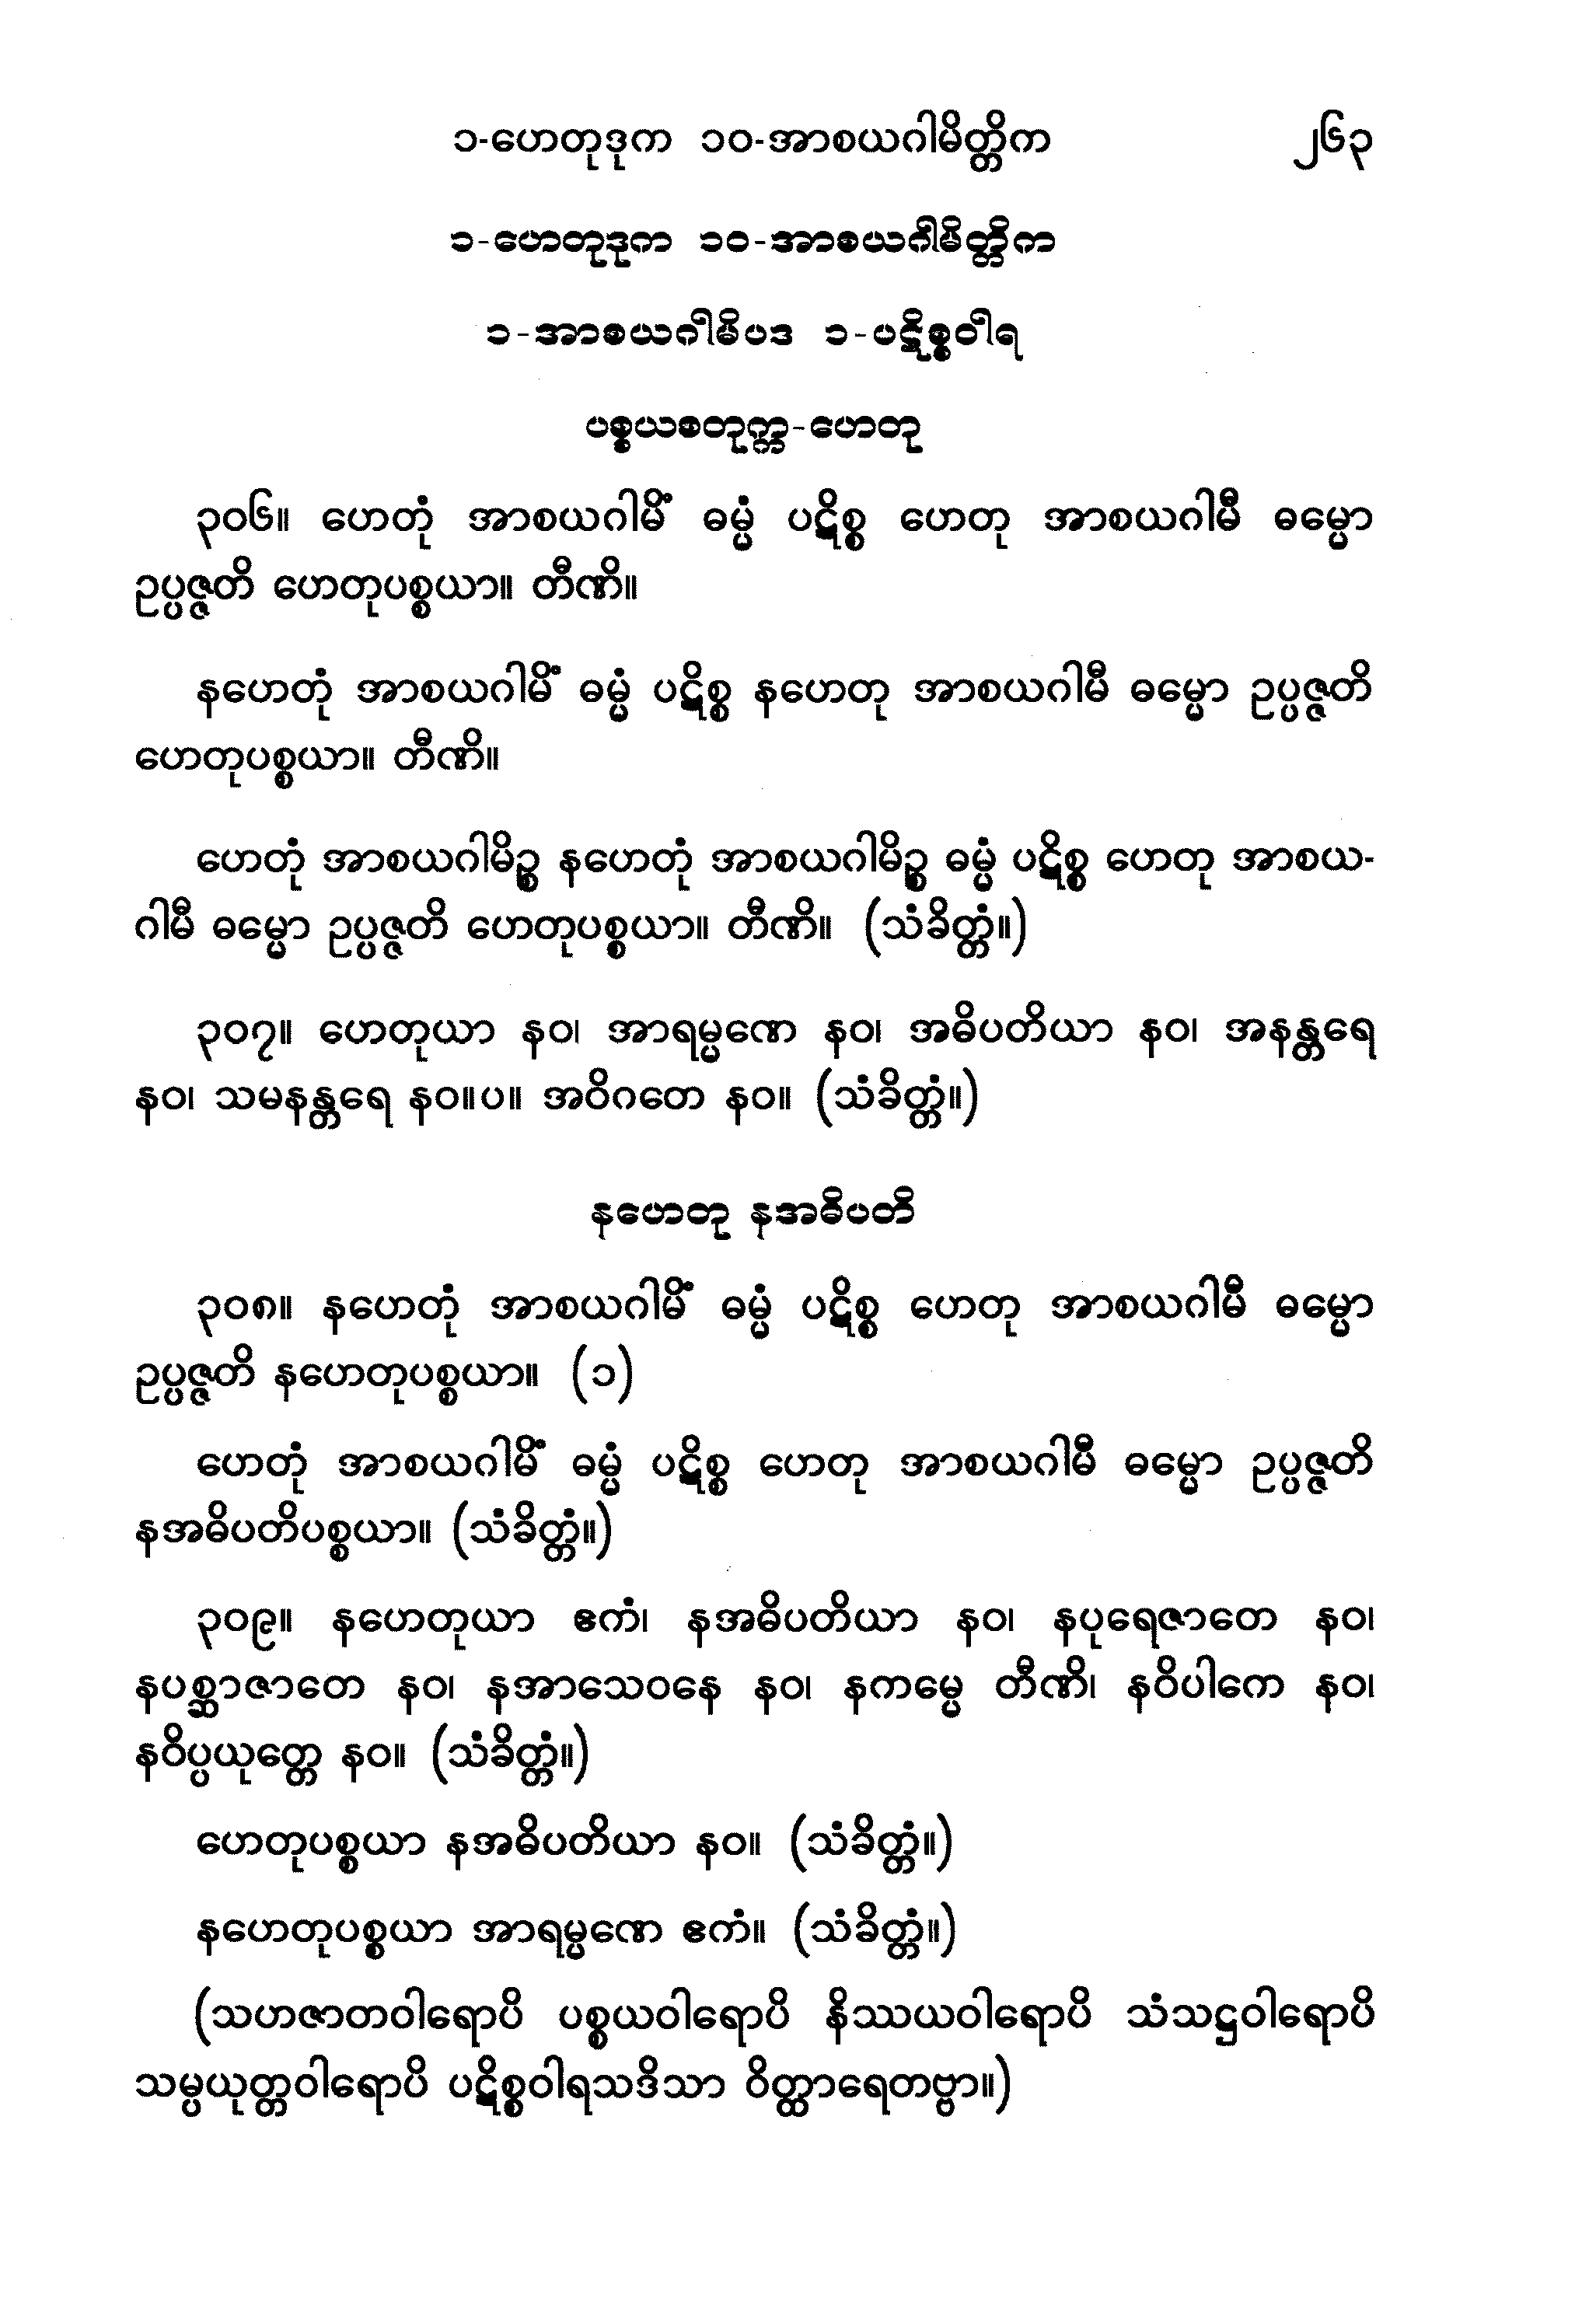 ၁-ဟေတုဒုက ၁၀-အာစယဂါမိတ္တိက ၂၆၃
၁-ဟေတုဒုက ၁၀-အာစယဂါမိတ္တိက
၁-အာစယဂါမိပဒ ၁-ပဋိစ္စဝါရ
ပစ္စယစတုက္က-ဟေတု
၃၀၆။ ဟေတုံ အာစယဂါမိံ ဓမ္မံ ပဋိစ္စ ဟေတု အာစယဂါမီ ဓမ္မော
ဥပ္ပဇ္ဇတိ ဟေတုပစ္စယာ။ တီဏိ။
နဟေတုံ အာစယဂါမိံ ဓမ္မံ ပဋိစ္စ နဟေတု အာစယဂါမီ ဓမ္မော ဥပ္ပဇ္ဇတိ
ဟေတုပစ္စယာ။ တီဏိ။
ဟေတုံ အာစယဂါမိဉ္စ နဟေတုံ အာစယဂါမိဉ္စ ဓမ္မံ ပဋိစ္စ ဟေတု အာစယ-
ဂါမီ ဓမ္မော ဥပ္ပဇ္ဇတိ ဟေတုပစ္စယာ။ တီဏိ။ (သံခိတ္တံ။)
၃၀၇။ ဟေတုယာ နဝ၊ အာရမ္မဏေ နဝ၊ အဓိပတိယာ နဝ၊ အနန္တရေ
နဝ၊ သမနန္တရေ နဝ။ပ။ အဝိဂတေ နဝ။ (သံခိတ္တံ။)
နဟေတု နအဓိပတိ
၃၀၈။ နဟေတုံ အာစယဂါမိံ ဓမ္မံ ပဋိစ္စ ဟေတု အာစယဂါမီ ဓမ္မော
ဥပ္ပဇ္ဇတိ နဟေတုပစ္စယာ။ (၁)
ဟေတုံ အာစယဂါမိံ ဓမ္မံ ပဋိစ္စ ဟေတု အာစယဂါမီ ဓမ္မော ဥပ္ပဇ္ဇတိ
နအဓိပတိပစ္စယာ။ (သံခိတ္တံ။)
၃၀၉။ နဟေတုယာ ဧကံ၊ နအဓိပတိယာ နဝ၊ နပုရေဇာတေ နဝ၊
နပစ္ဆာဇာတေ နဝ၊ နအာသေဝနေ နဝ၊ နကမ္မေ တီဏိ၊ နဝိပါကေ နဝ၊
နဝိပ္ပယုတ္တေ နဝ။ (သံခိတ္တံ။)
ဟေတုပစ္စယာ နအဓိပတိယာ နဝ။ (သံခိတ္တံ။)
နဟေတုပစ္စယာ အာရမ္မဏေ ဧကံ။ (သံခိတ္တံ။)
(သဟဇာတဝါရောပိ ပစ္စယဝါရောပိ နိဿယဝါရောပိ သံသဋ္ဌဝါရောပိ
သမ္ပယုတ္တဝါရောပိ ပဋိစ္စဝါရသဒိသာ ဝိတ္ထာရေတဗ္ဗာ။)